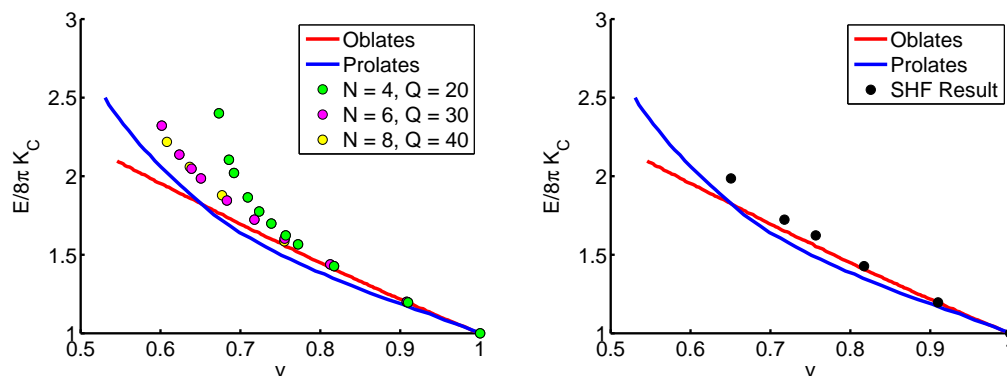 3
2.5
2
1.5
1
E/8π K_C
0.5 0.6 0.7 0.8 0.9 1
v
Oblates
Prolates
N = 4, Q = 20
N = 6, Q = 30
N = 8, Q = 40
3
2.5
2
1.5
1
E/8π K_C
0.5 0.6 0.7 0.8 0.9 1
v
Oblates
Prolates
SHF Result